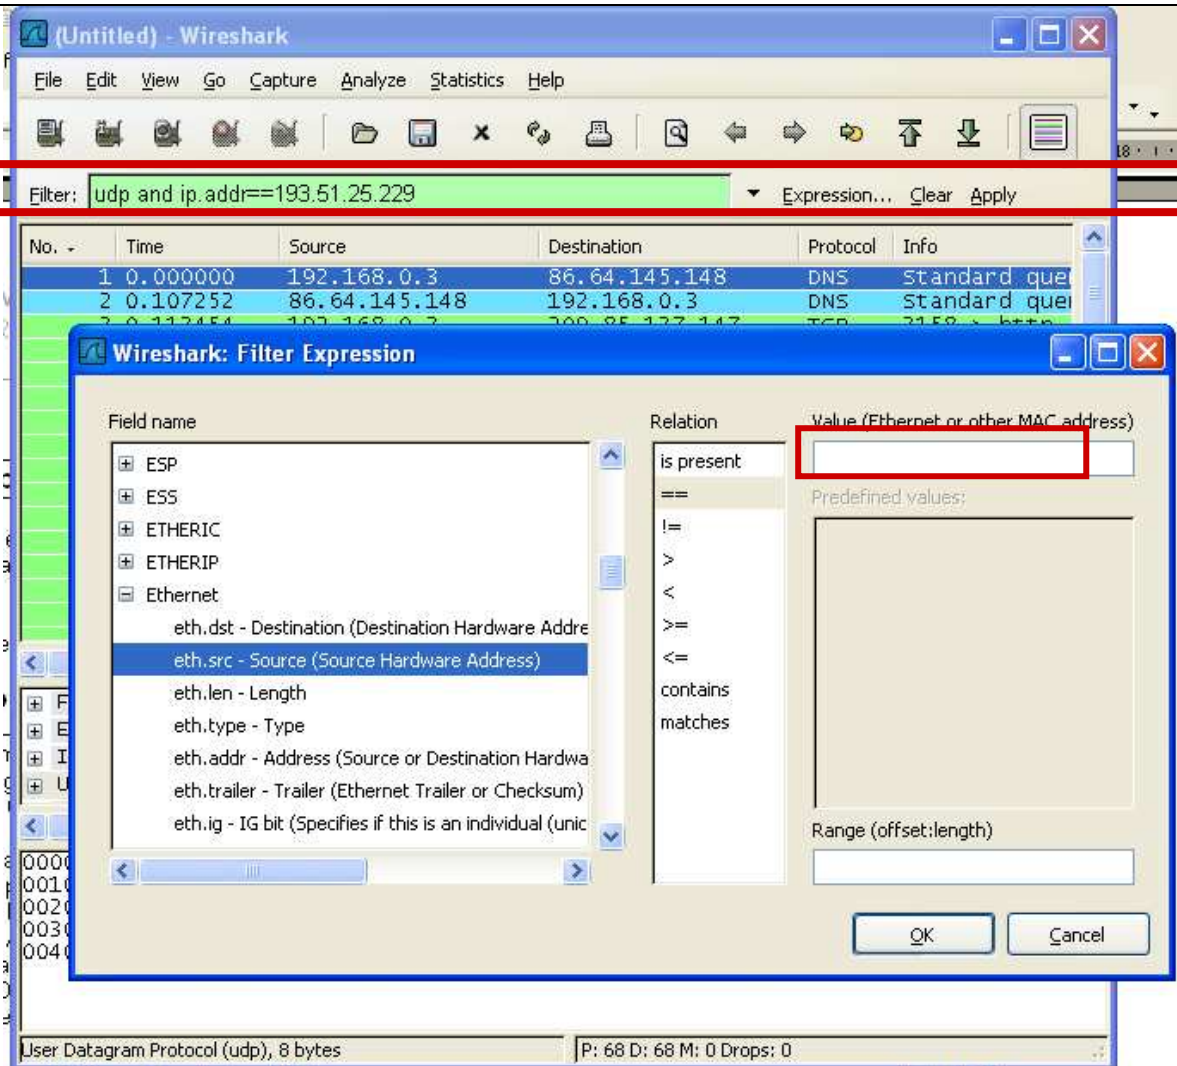 (Untitled) - Wireshark
File Edit View Go Capture Analyze Statistics Help
18
Filter: udp and ip.addr==193.51.25.229 Expression... Clear Apply
No. Time Source Destination Protocol Info
1 0.000000 192.168.0.3 86.64.145.148 DNS Standard
2 0.107252 86.64.145.148 192.168.0.3 DNS Standard
Wireshark: Filter Expression
Field name
ESP
ESS
ETHERIC
ETHERIP
Ethernet
eth.dst - Destination (Destination Hardware Addre
eth.src - Source (Source Hardware Address)
eth.len - Length
eth.type - Type
eth.addr - Address (Source or Destination Hardwa
eth.trailer - Trailer (Ethernet Trailer or Checksum)
eth.ig - IG bit (Specifies if this is an individual (unic
Relation
is present
==
!=
>
<
>=
<=
contains
matches
Value (Ethernet or other MAC address)
Predefined values:
Range (offset:length)
OK Cancel
F
E
I
U
0000
0010
0020
0030
0040
User Datagram Protocol (udp), 8 bytes P: 68 D: 68 M: 0 Drops: 0